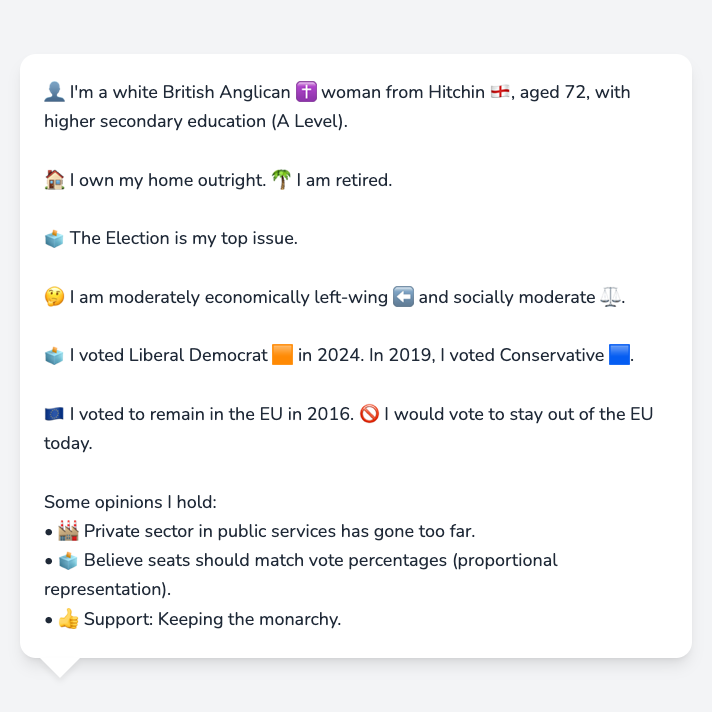 👤 I'm a white British Anglican ✝️ woman from Hitchin 🏴󠁧󠁢󠁥󠁮󠁧󠁿, aged 72, with
higher secondary education (A Level).
🏠 I own my home outright. 🌴 I am retired.
🗳️ The Election is my top issue.
🤔 I am moderately economically left-wing ⬅️ and socially moderate ⚖️.
🗳️ I voted Liberal Democrat 🟧 in 2024. In 2019, I voted Conservative 🟦.
🇪🇺 I voted to remain in the EU in 2016. 🚫 I would vote to stay out of the EU
today.
Some opinions I hold:
• 🏭 Private sector in public services has gone too far.
• 🗳️ Believe seats should match vote percentages (proportional
representation).
• 👍 Support: Keeping the monarchy.